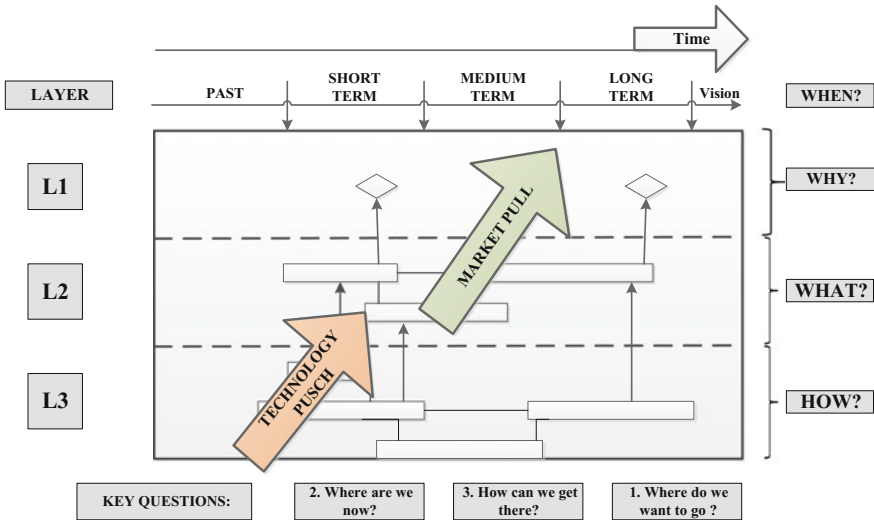 Time
LAYER
PAST
SHORT
TERM
MEDIUM
TERM
LONG
TERM
Vision
WHEN?
L1
WHY?
MARKET PULL
L2
WHAT?
TECHNOLOGY
PUSCH
L3
HOW?
KEY QUESTIONS:
2. Where are we
now?
3. How can we get
there?
1. Where do we
want to go ?